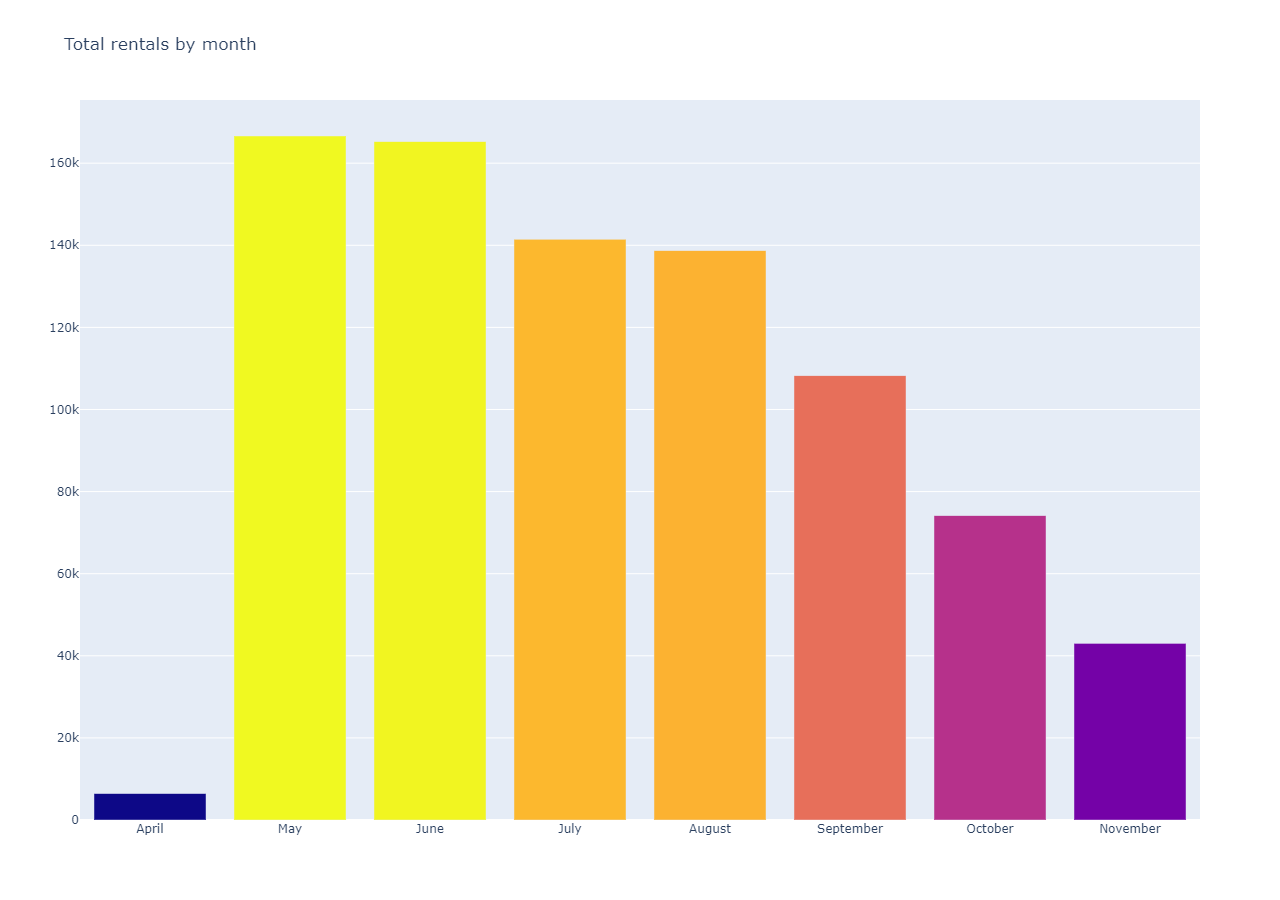 Total rentals by month
160k
140k
120k
100k
80k
60k
40k
20k
0
April May June July August September October November